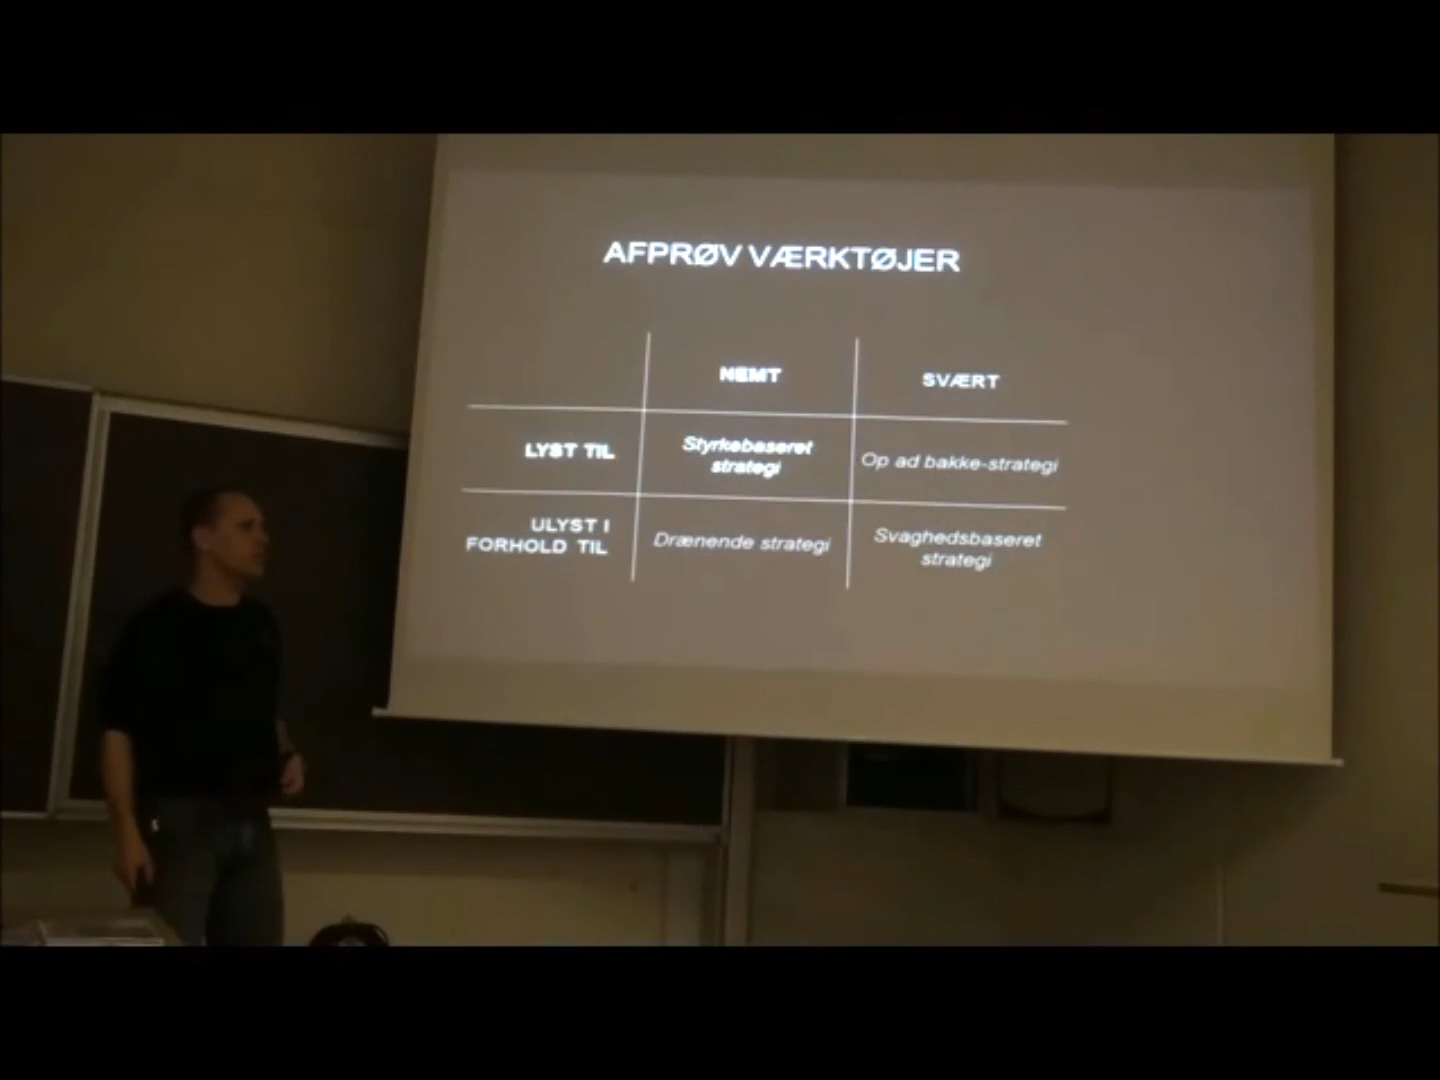 AFPRØV VÆRKTØJER
NEMT
SVÆRT
LYST TIL
Styrkebaseret
strategi
Op ad bakke-strategi
ULYST I
FORHOLD TIL
Drænende strategi
Svaghedsbaseret
strategi